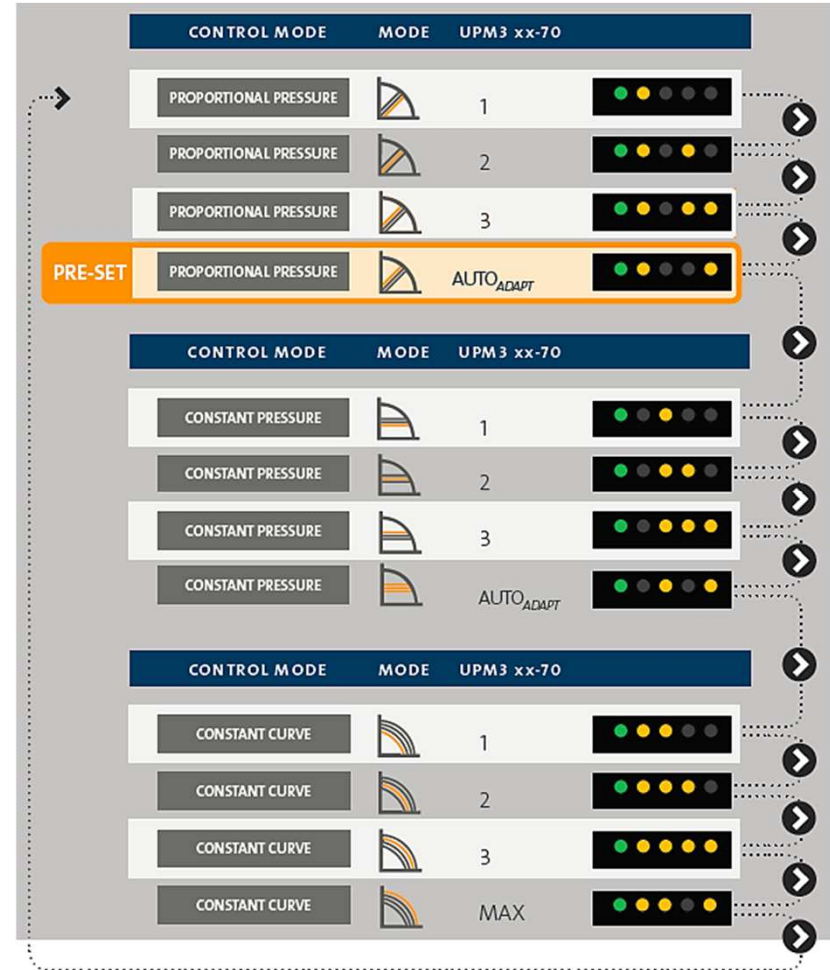 CONTROL MODE MODE UPM3 xx-70
PROPORTIONAL PRESSURE 1
PROPORTIONAL PRESSURE 2
PROPORTIONAL PRESSURE 3
PRE-SET PROPORTIONAL PRESSURE AUTOADAPT
CONTROL MODE MODE UPM3 xx-70
CONSTANT PRESSURE 1
CONSTANT PRESSURE 2
CONSTANT PRESSURE 3
CONSTANT PRESSURE AUTOADAPT
CONTROL MODE MODE UPM3 xx-70
CONSTANT CURVE 1
CONSTANT CURVE 2
CONSTANT CURVE 3
CONSTANT CURVE MAX